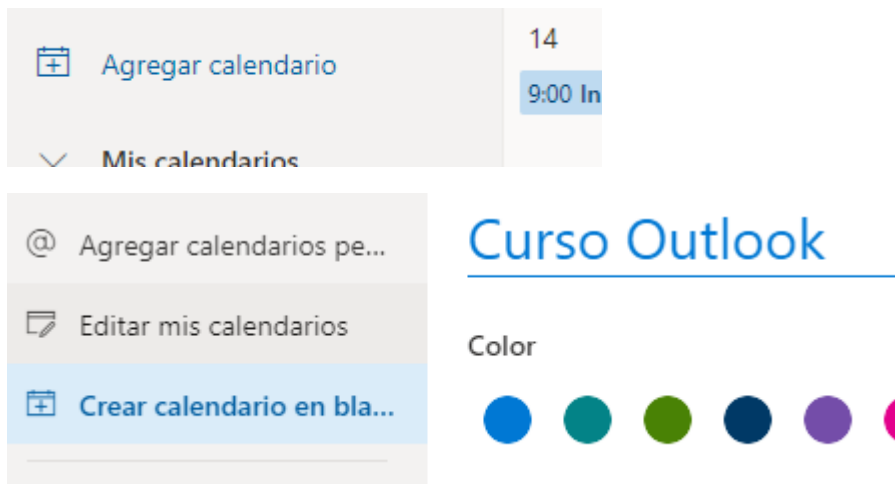 14
Agregar calendario
9:00 In
Mis calendarios
Agregar calendarios pe...
Curso Outlook
Editar mis calendarios
Color
Crear calendario en bla...